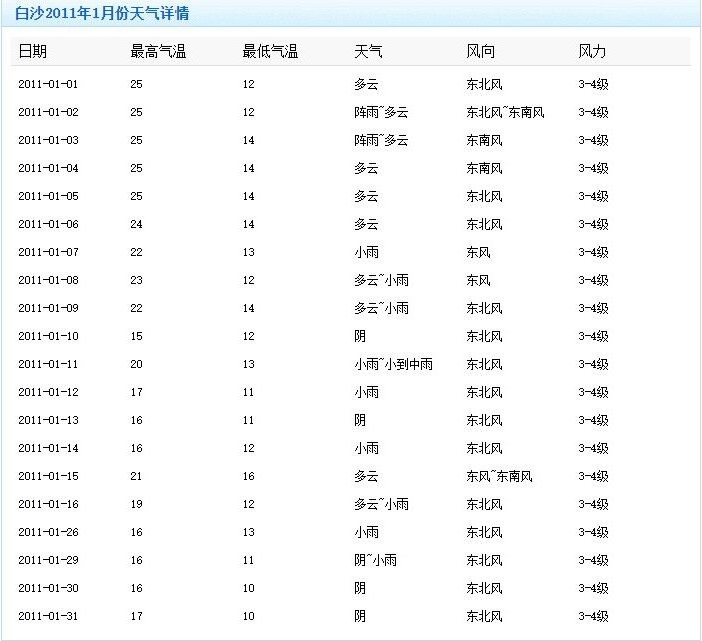 白沙2011年1月份天气详情
日期 最高气温 最低气温 天气 风向 风力
2011-01-01 25 12 多云 东北风 3-4级
2011-01-02 25 12 阵雨~多云 东北风~东南风 3-4级
2011-01-03 25 14 阵雨~多云 东南风 3-4级
2011-01-04 25 14 多云 东南风 3-4级
2011-01-05 25 14 多云 东北风 3-4级
2011-01-06 24 14 多云 东北风 3-4级
2011-01-07 22 13 小雨 东风 3-4级
2011-01-08 23 12 多云~小雨 东风 3-4级
2011-01-09 22 14 多云~小雨 东北风 3-4级
2011-01-10 15 12 阴 东北风 3-4级
2011-01-11 20 13 小雨~小到中雨 东北风 3-4级
2011-01-12 17 11 小雨 东北风 3-4级
2011-01-13 16 11 阴 东北风 3-4级
2011-01-14 16 12 小雨 东北风 3-4级
2011-01-15 21 16 多云 东风~东南风 3-4级
2011-01-16 19 12 多云~小雨 东北风 3-4级
2011-01-26 16 13 小雨 东北风 3-4级
2011-01-29 16 11 阴~小雨 东北风 3-4级
2011-01-30 16 10 阴 东北风 3-4级
2011-01-31 17 10 阴 东北风 3-4级